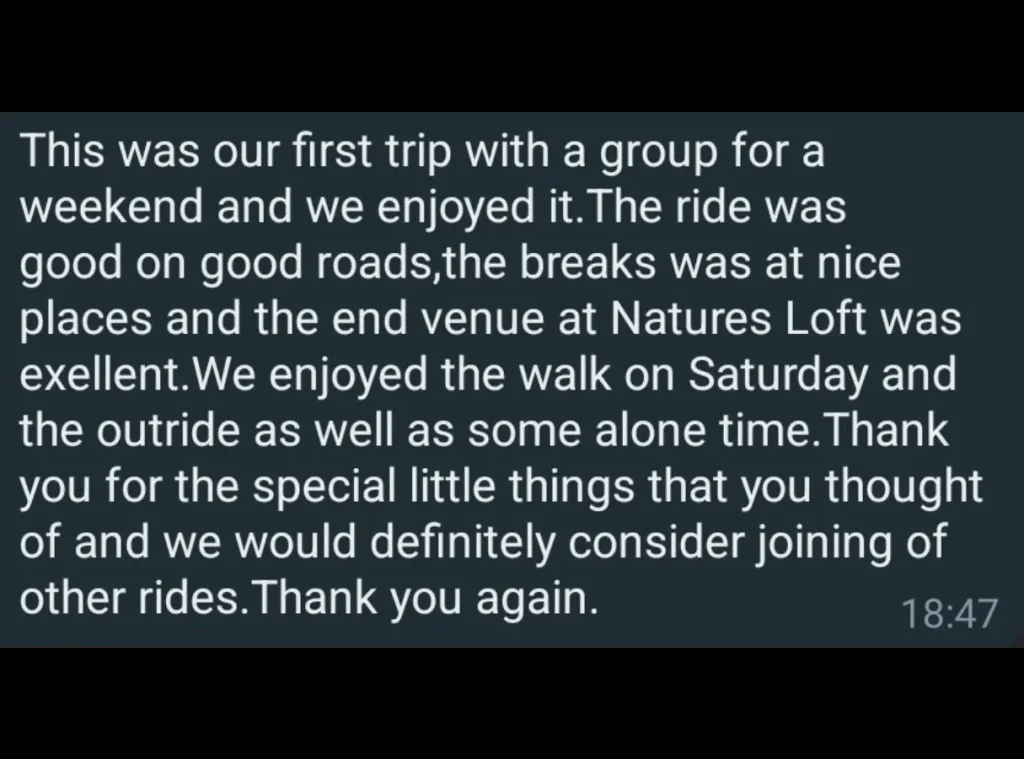 This was our first trip with a group for a
weekend and we enjoyed it.The ride was
good on good roads,the breaks was at nice
places and the end venue at Natures Loft was
exellent.We enjoyed the walk on Saturday and
the outride as well as some alone time.Thank
you for the special little things that you thought
of and we would definitely consider joining of
other rides.Thank you again.
18:47